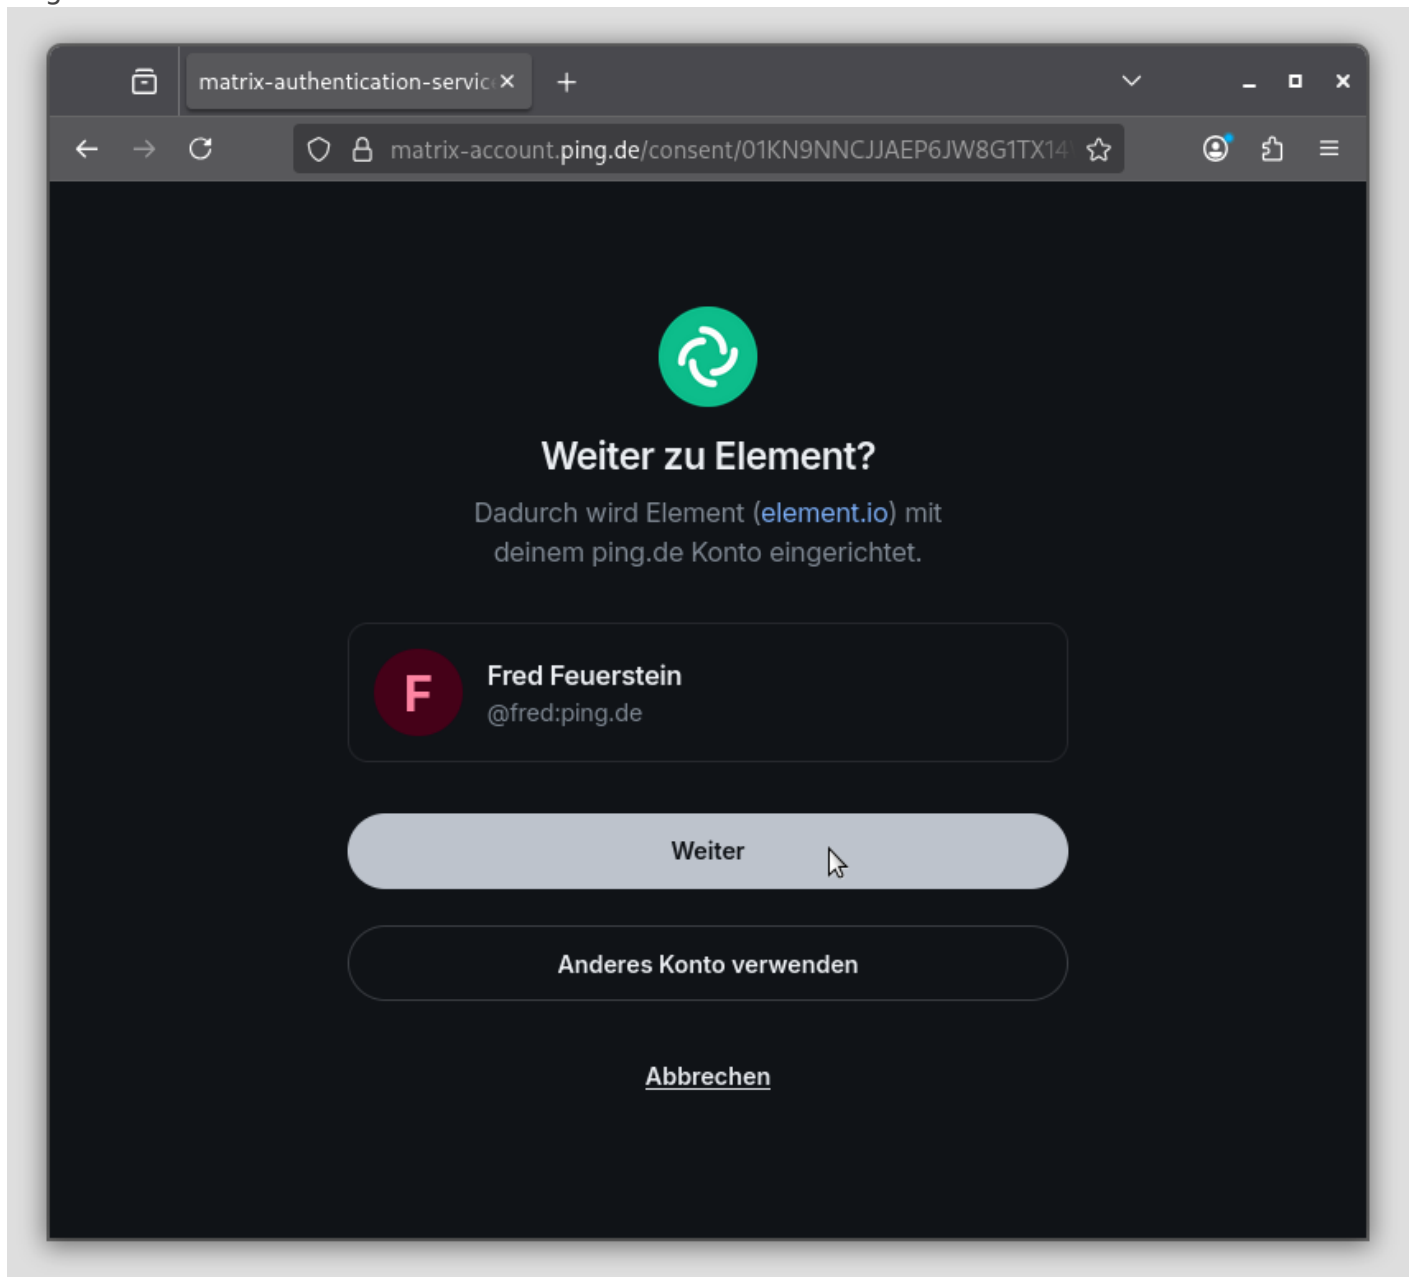 matrix-authentication-servic
matrix-account.ping.de/consent/01KN9NNCJJAEP6JW8G1TX14
Weiter zu Element?
Dadurch wird Element (element.io) mit
deinem ping.de Konto eingerichtet.
F
Fred Feuerstein
@fred:ping.de
Weiter
Anderes Konto verwenden
Abbrechen